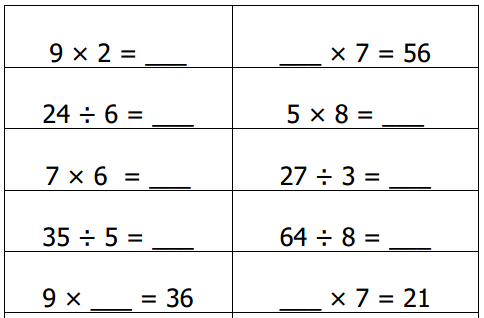 9 × 2 = ___ ___ × 7 = 56
24 ÷ 6 = ___ 5 × 8 = ___
7 × 6 = ___ 27 ÷ 3 = ___
35 ÷ 5 = ___ 64 ÷ 8 = ___
9 × ___ = 36 ___ × 7 = 21